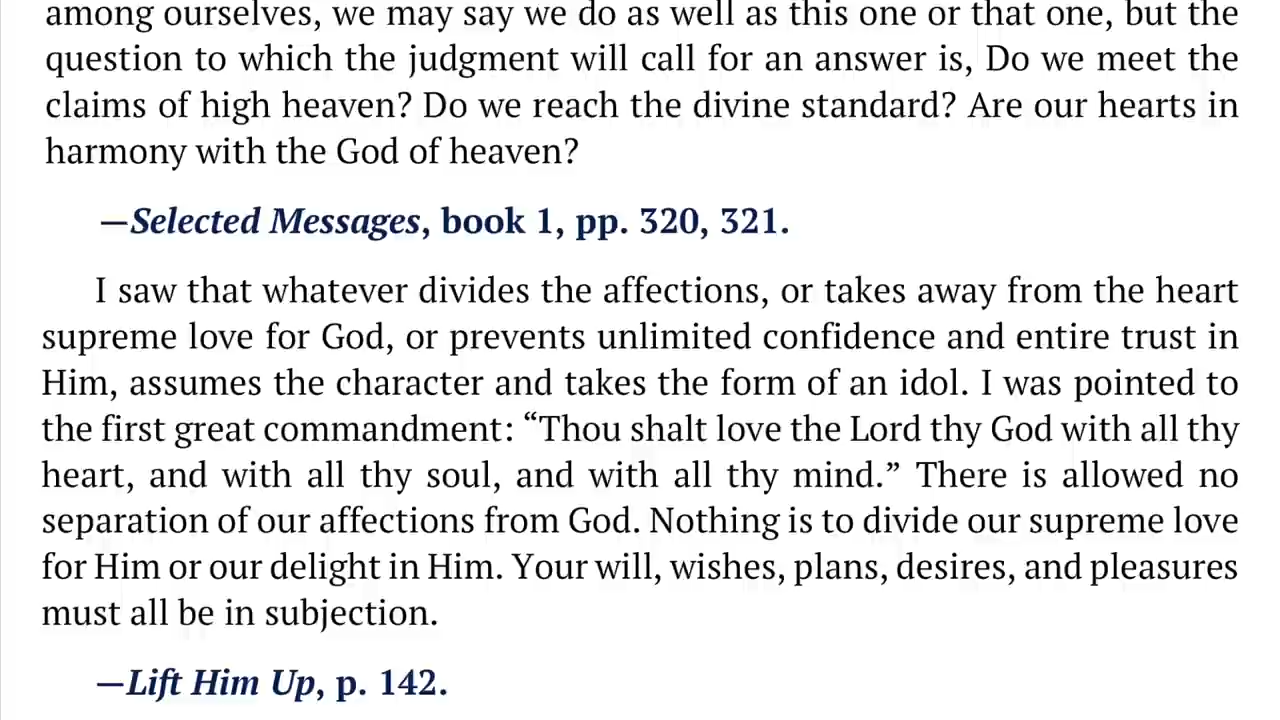 among ourselves, we may say we do as well as this one or that one, but the
question to which the judgment will call for an answer is, Do we meet the
claims of high heaven? Do we reach the divine standard? Are our hearts in
harmony with the God of heaven?
—Selected Messages, book 1, pp. 320, 321.
I saw that whatever divides the affections, or takes away from the heart
supreme love for God, or prevents unlimited confidence and entire trust in
Him, assumes the character and takes the form of an idol. I was pointed to
the first great commandment: “Thou shalt love the Lord thy God with all thy
heart, and with all thy soul, and with all thy mind.” There is allowed no
separation of our affections from God. Nothing is to divide our supreme love
for Him or our delight in Him. Your will, wishes, plans, desires, and pleasures
must all be in subjection.
—Lift Him Up, p. 142.